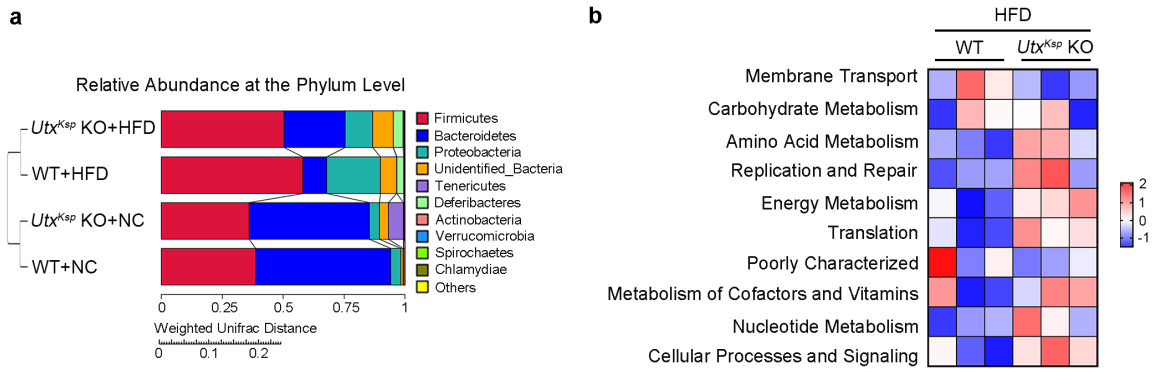 a
Relative Abundance at the Phylum Level
Utx^Ksp KO+HFD
WT+HFD
Utx^Ksp KO+NC
WT+NC
0 0.25 0.5 0.75 1
Weighted Unifrac Distance
0 0.1 0.2
Firmicutes
Bacteroidetes
Proteobacteria
Unidentified_Bacteria
Tenericutes
Deferibacteres
Actinobacteria
Verrucomicrobia
Spirochaetes
Chlamydiae
Others
b
HFD
WT Utx^Ksp KO
Membrane Transport
Carbohydrate Metabolism
Amino Acid Metabolism
Replication and Repair
Energy Metabolism
Translation
Poorly Characterized
Metabolism of Cofactors and Vitamins
Nucleotide Metabolism
Cellular Processes and Signaling
2
1
0
-1